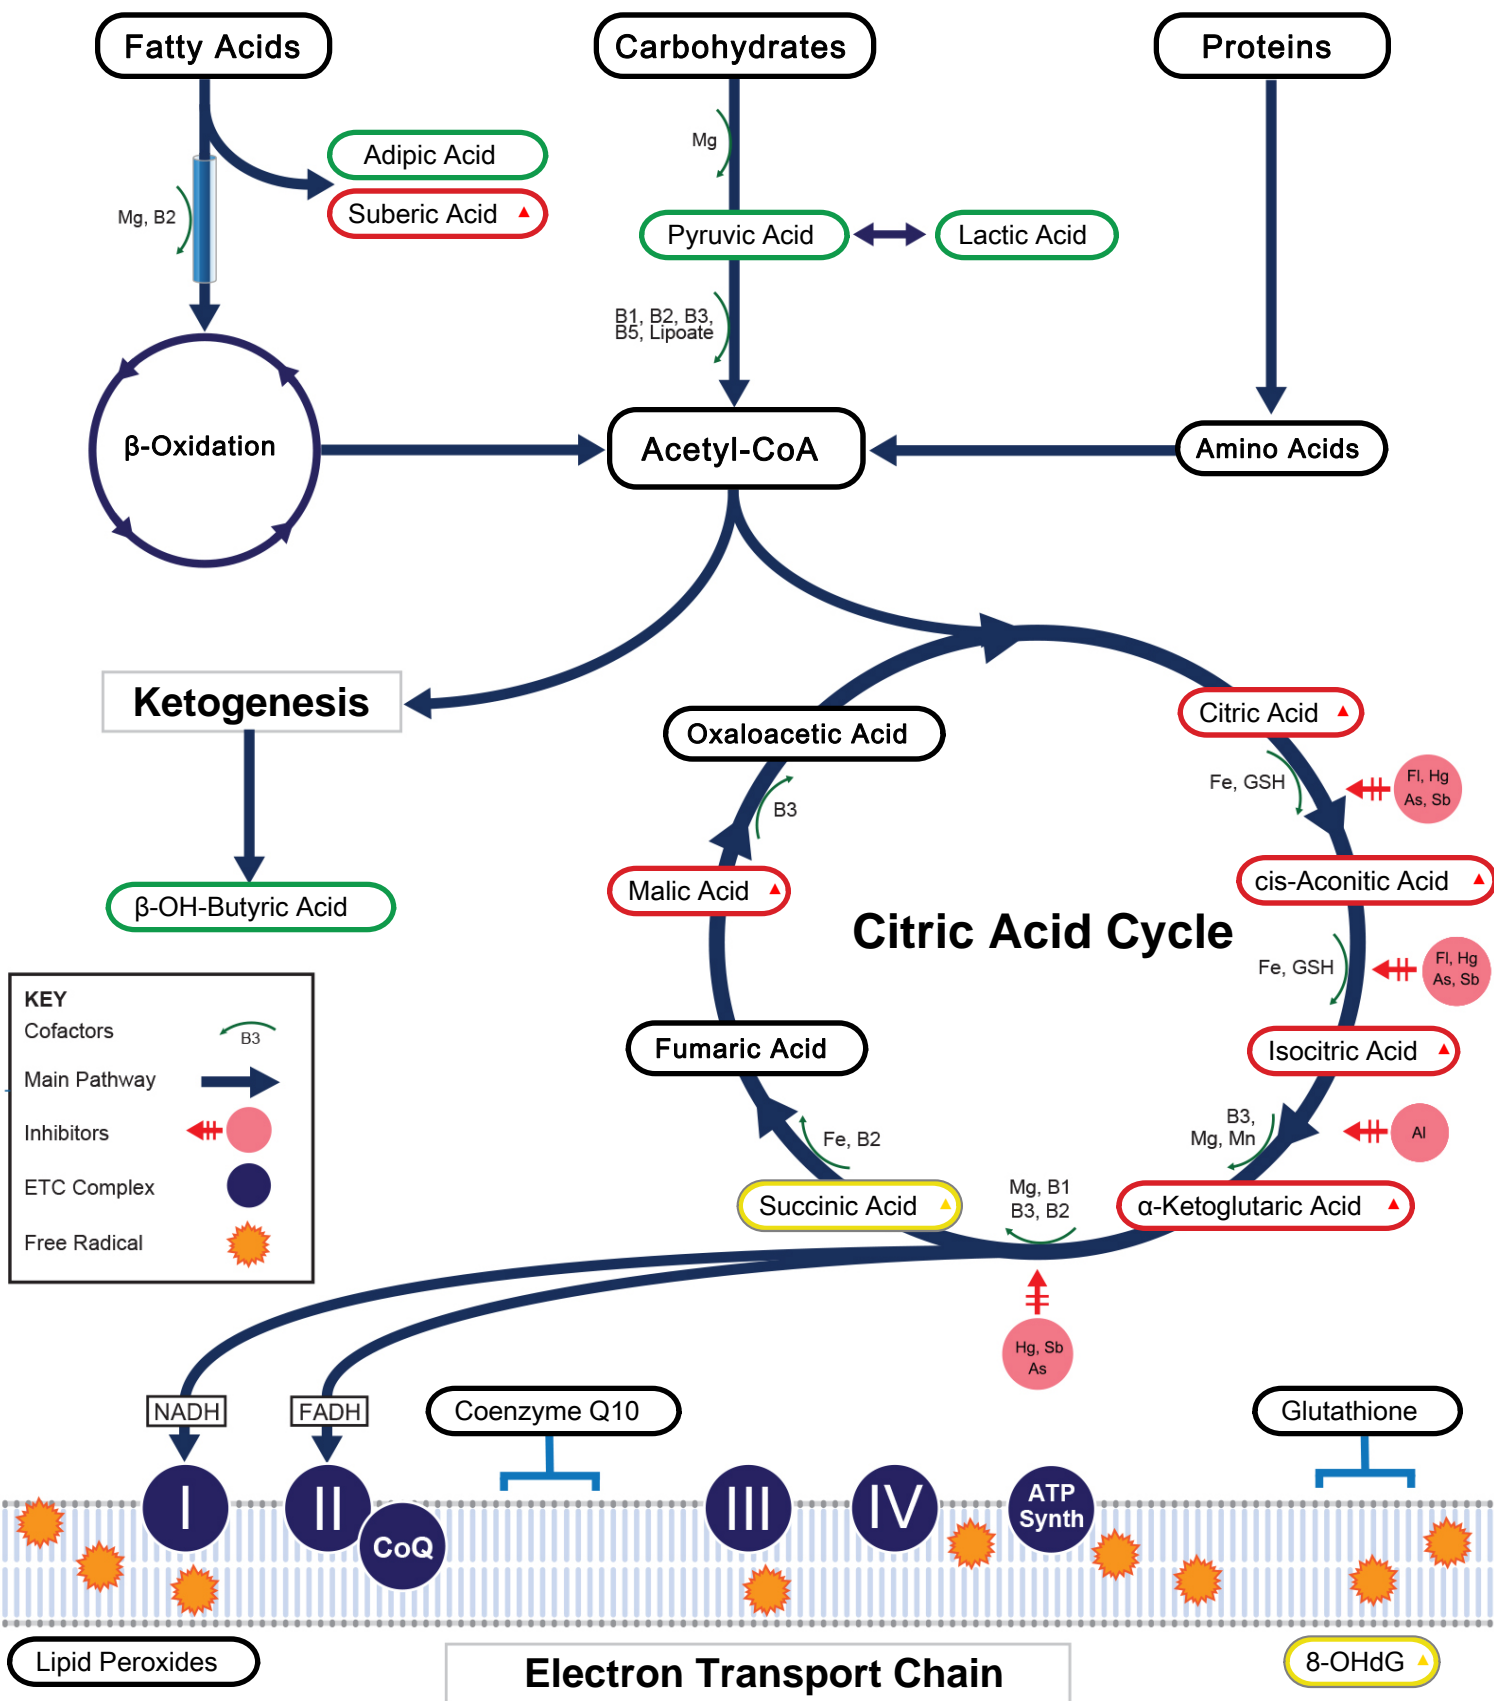 Fatty Acids
Carbohydrates
Proteins
Adipic Acid
Suberic Acid
Mg
Mg, B2
Pyruvic Acid
Lactic Acid
B1, B2, B3,
B5, Lipoate
β-Oxidation
Acetyl-CoA
Amino Acids
Ketogenesis
Oxaloacetic Acid
Citric Acid
Fe, GSH
Fl, Hg
As, Sb
B3
Malic Acid
cis-Aconitic Acid
β-OH-Butyric Acid
Citric Acid Cycle
Fe, GSH
Fl, Hg
As, Sb
KEY
Cofactors
B3
Main Pathway
Inhibitors
ETC Complex
Free Radical
Fumaric Acid
Isocitric Acid
Fe, B2
B3,
Mg, Mn
Al
Succinic Acid
Mg, B1
B3, B2
α-Ketoglutaric Acid
Hg, Sb
As
NADH
FADH
Coenzyme Q10
Glutathione
I
II
CoQ
III
IV
ATP
Synth
Lipid Peroxides
Electron Transport Chain
8-OHdG